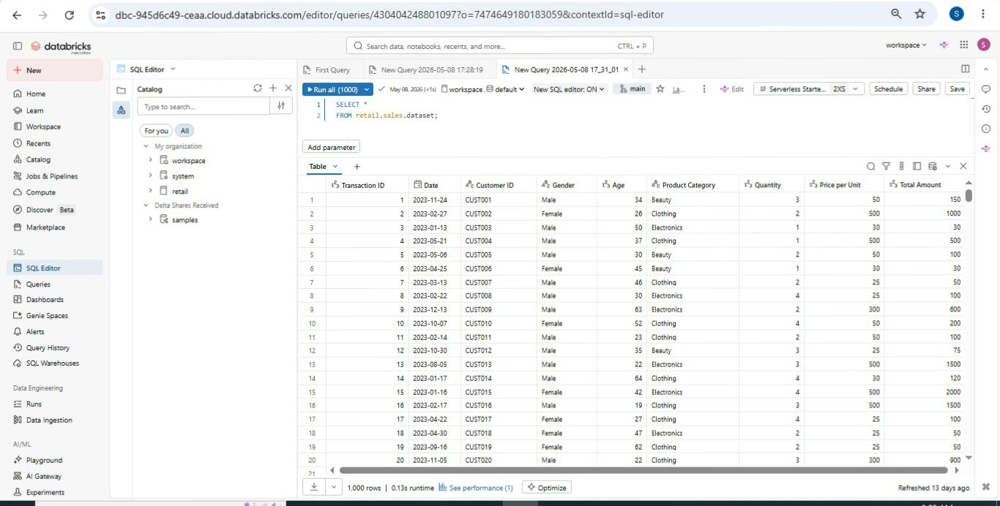 dbc-945d6c49-ceaa.cloud.databricks.com/editor/queries/430404248801097?o=7474649180183059&contextId=sql-editor
S
databricks
Free Edition
Search data, notebooks, recents, and more...
CTRL + P
workspace
S
New
Home
Learn
Workspace
Recents
Catalog
Jobs & Pipelines
Compute
Discover Beta
Marketplace
SQL
SQL Editor
Queries
Dashboards
Genie Spaces
Alerts
Query History
SQL Warehouses
Data Engineering
Runs
Data Ingestion
AI/ML
Playground
AI Gateway
Experiments
SQL Editor
Catalog
Type to search...
For you All
My organization
workspace
system
retail
Delta Shares Received
samples
First Query New Query 2026-05-08 17:28:19 New Query 2026-05-08 17_31_01
Run all (1000) May 08, 2026 (<1s) workspace. default New SQL editor: ON main La... Edit Serverless Starte... 2XS Schedule Share Save
1 SELECT *
2 FROM retail.sales.dataset;
Add parameter
Table
Transaction ID Date Customer ID Gender Age Product Category Quantity Price per Unit Total Amount
1 1 2023-11-24 CUST001 Male 34 Beauty 3 50 150
2 2 2023-02-27 CUST002 Female 26 Clothing 2 500 1000
3 3 2023-01-13 CUST003 Male 50 Electronics 1 30 30
4 4 2023-05-21 CUST004 Male 37 Clothing 1 500 500
5 5 2023-05-06 CUST005 Male 30 Beauty 2 50 100
6 6 2023-04-25 CUST006 Female 45 Beauty 1 30 30
7 7 2023-03-13 CUST007 Male 46 Clothing 2 25 50
8 8 2023-02-22 CUST008 Male 30 Electronics 4 25 100
9 9 2023-12-13 CUST009 Male 63 Electronics 2 300 600
10 10 2023-10-07 CUST010 Female 52 Clothing 4 50 200
11 11 2023-02-14 CUST011 Male 23 Clothing 2 50 100
12 12 2023-10-30 CUST012 Male 35 Beauty 3 25 75
13 13 2023-08-05 CUST013 Male 22 Electronics 3 500 1500
14 14 2023-01-17 CUST014 Male 64 Clothing 4 30 120
15 15 2023-01-16 CUST015 Female 42 Electronics 4 500 2000
16 16 2023-02-17 CUST016 Male 19 Clothing 3 500 1500
17 17 2023-04-22 CUST017 Female 27 Clothing 4 25 100
18 18 2023-04-30 CUST018 Female 47 Electronics 2 25 50
19 19 2023-09-16 CUST019 Female 62 Clothing 2 25 50
20 20 2023-11-05 CUST020 Male 22 Clothing 3 300 900
21
1,000 rows | 0.13s runtime See performance (1) Optimize Refreshed 13 days ago